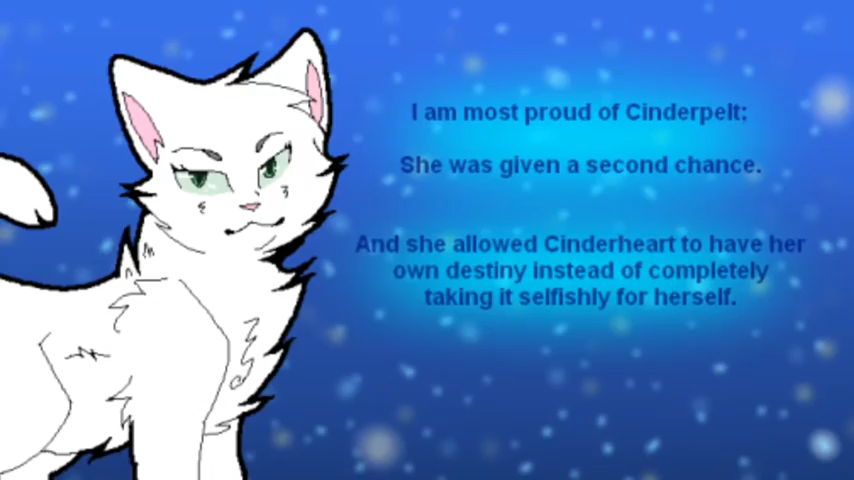 I am most proud of Cinderpelt;
She was given a second chance.
And she allowed Cinderheart to have her
own destiny instead of completely
taking it selfishly for herself.